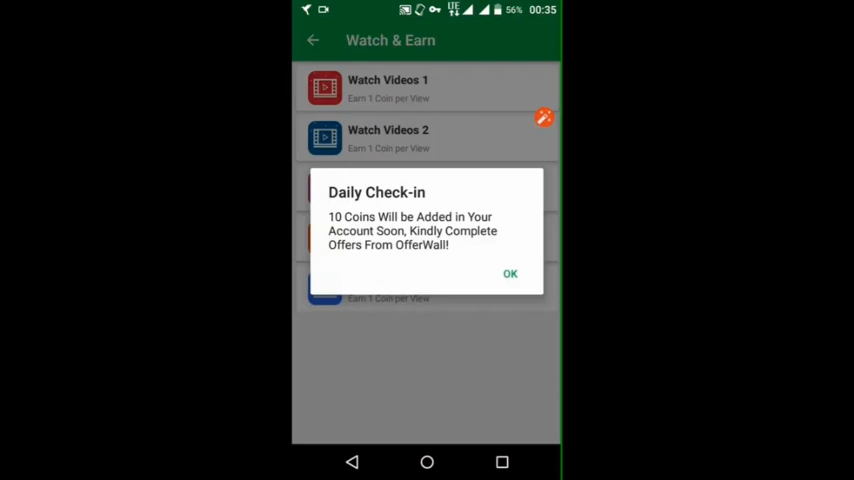 LTE 56% 00:35
Watch & Earn
Watch Videos 1
Earn 1 Coin per View
Watch Videos 2
Earn 1 Coin per View
Daily Check-in
10 Coins Will be Added in Your
Account Soon, Kindly Complete
Offers From OfferWall!
OK
Earn 1 Coin per View